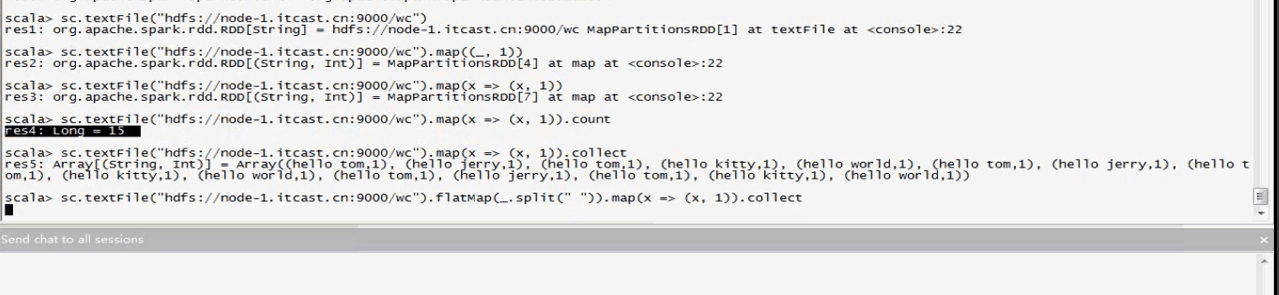 scala> sc.textFile("hdfs://node-1.itcast.cn:9000/wc")
res1: org.apache.spark.rdd.RDD[String] = hdfs://node-1.itcast.cn:9000/wc MapPartitionsRDD[1] at textFile at <console>:22
scala> sc.textFile("hdfs://node-1.itcast.cn:9000/wc").map((_, 1))
res2: org.apache.spark.rdd.RDD[(String, Int)] = MapPartitionsRDD[4] at map at <console>:22
scala> sc.textFile("hdfs://node-1.itcast.cn:9000/wc").map(x => (x, 1))
res3: org.apache.spark.rdd.RDD[(String, Int)] = MapPartitionsRDD[7] at map at <console>:22
scala> sc.textFile("hdfs://node-1.itcast.cn:9000/wc").map(x => (x, 1)).count
res4: Long = 15
scala> sc.textFile("hdfs://node-1.itcast.cn:9000/wc").map(x => (x, 1)).collect
res5: Array[(String, Int)] = Array((hello tom,1), (hello jerry,1), (hello tom,1), (hello kitty,1), (hello world,1), (hello tom,1), (hello jerry,1), (hello t
om,1), (hello kitty,1), (hello world,1), (hello tom,1), (hello jerry,1), (hello tom,1), (hello kitty,1), (hello world,1))
scala> sc.textFile("hdfs://node-1.itcast.cn:9000/wc").flatMap(_.split(" ")).map(x => (x, 1)).collect
Send chat to all sessions